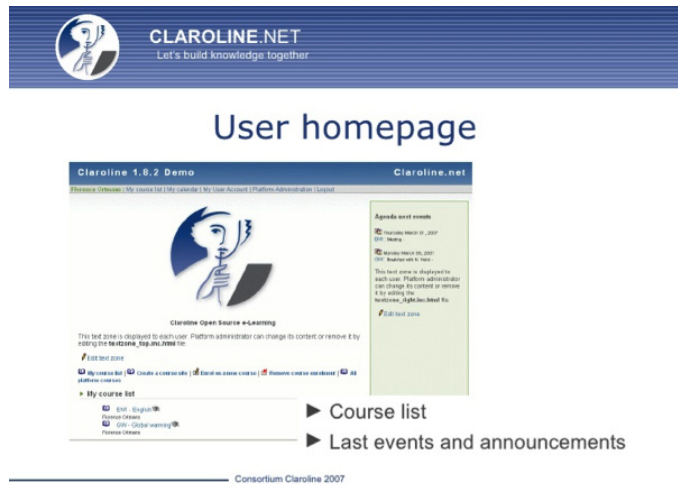 CLAROLINE.NET
Let's build knowledge together
User homepage
Claroline 1.8.2 Demo
Claroline.net
Florence Ortmans : My course list | My calendar | My User Account | Platform Administration | Logout
Agenda next events
Monday March 05, 2007
This text zone is displayed to
each user. Platform administrator
can change its content or remove
it by editing the
textzone_right.inc.html file.
Edit text zone
Claroline Open Source e-Learning
This text zone is displayed to each user. Platform administrator can change its content or remove it by
editing the textzone_top.inc.html file.
Edit text zone
My course list | Create a course site | Enrol on a new course | Remove course enrolment | All
platform courses
My course list
English
Florence Ortmans
GW - Global warming
Florence Ortmans
► Course list
► Last events and announcements
Consortium Claroline 2007